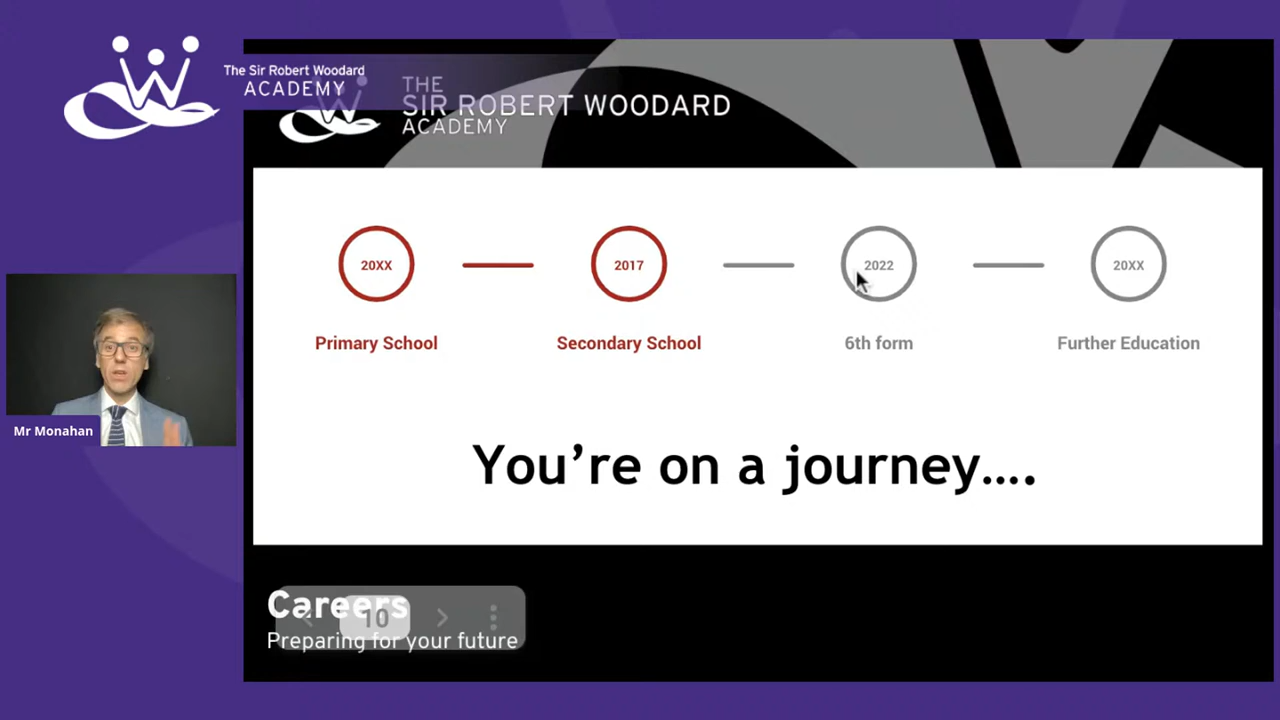 The Sir Robert Woodard
ACADEMY
THE
SIR ROBERT WOODARD
ACADEMY
20XX
2017
2022
20XX
Primary School
Secondary School
6th form
Further Education
Mr Monahan
You're on a journey....
Careers
10
Preparing for your future